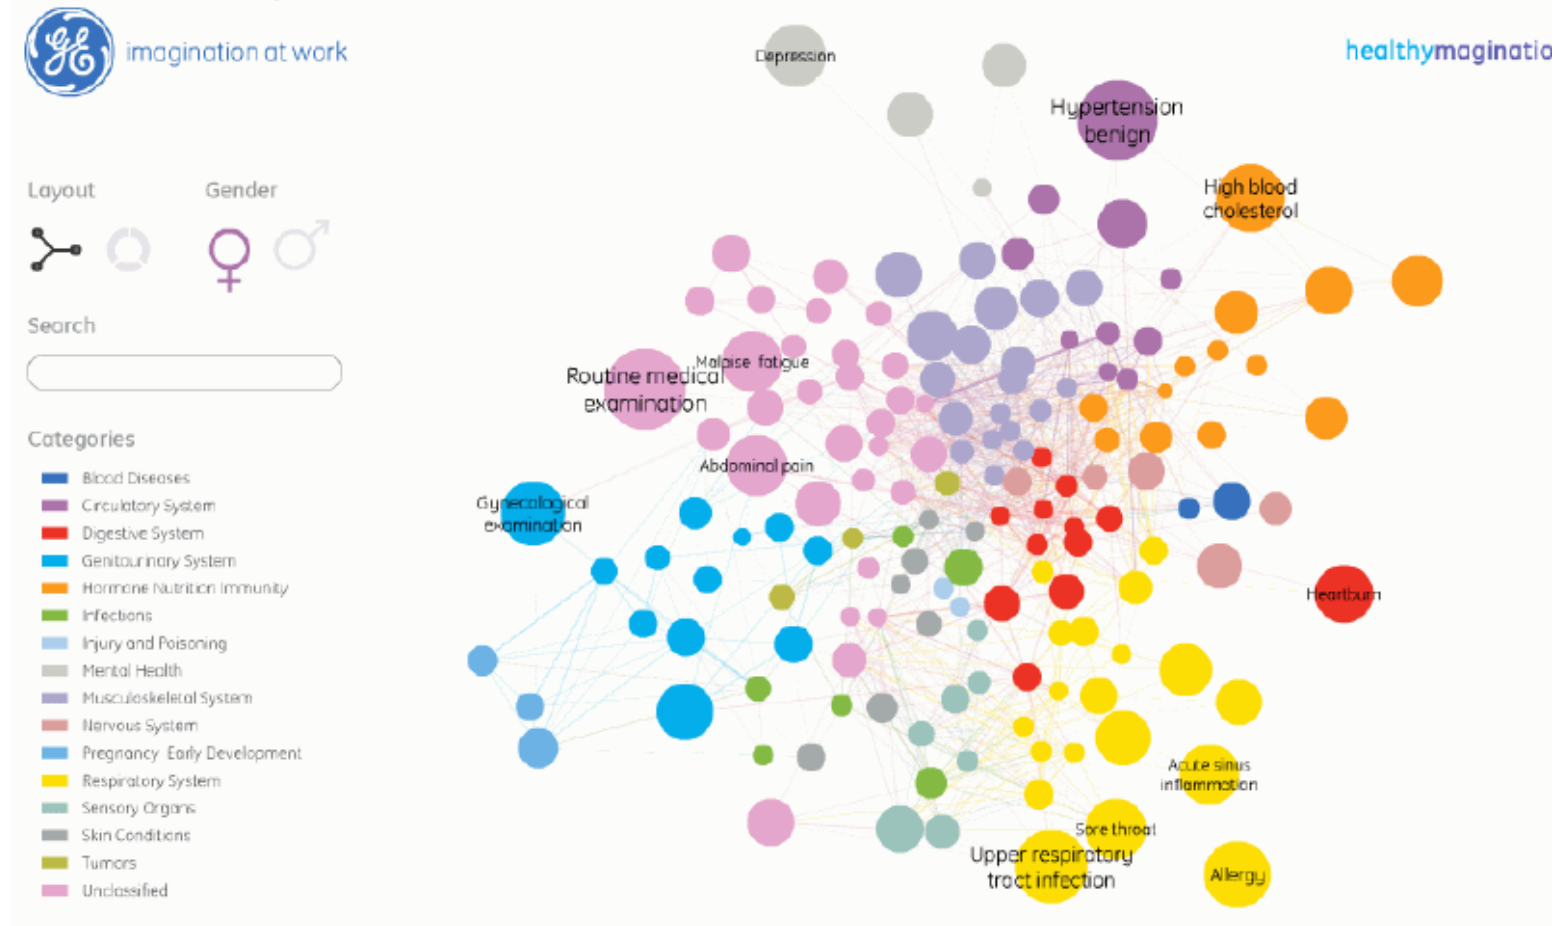 GE
imagination at work
healthymaginatio
Layout
Gender
Search
Categories
Blood Diseases
Circulatory System
Digestive System
Genitourinary System
Hormone Nutrition Immunity
Infections
Injury and Poisoning
Mental Health
Musculoskeletal System
Nervous System
Pregnancy Early Development
Respiratory System
Sensory Organs
Skin Conditions
Tumors
Unclassified
Depression
Hypertension
benign
High blood
cholesterol
Malaise fatigue
Routine medical
examination
Abdominal pain
Gynecological
examination
Heartburn
Acute sinus
inflammation
Sore throat
Upper respiratory
tract infection
Allergy